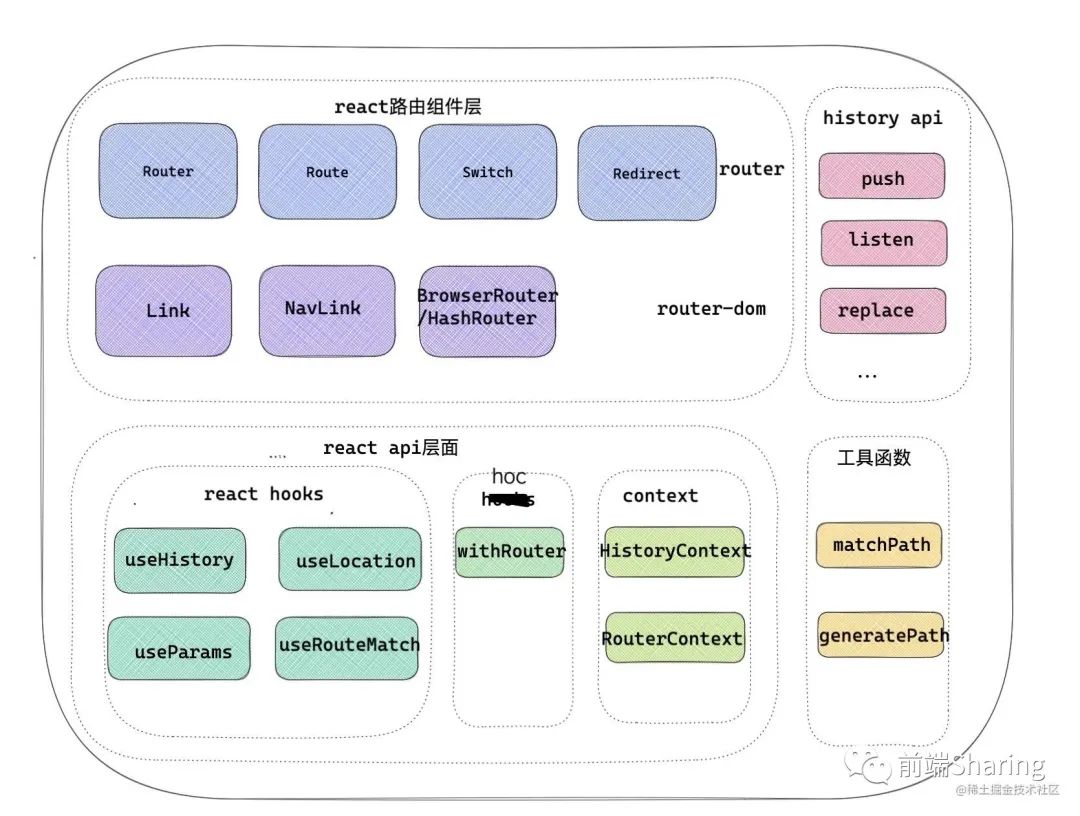 react路由组件层
Router
Route
Switch
Redirect
router
Link
NavLink
BrowserRouter
/HashRouter
router-dom
history api
push
listen
replace
...
react api层面
....
react hooks
useHistory
useLocation
useParams
useRouteMatch
hoc
withRouter
context
HistoryContext
RouterContext
工具函数
matchPath
generatePath
前端Sharing
@稀土掘金技术社区